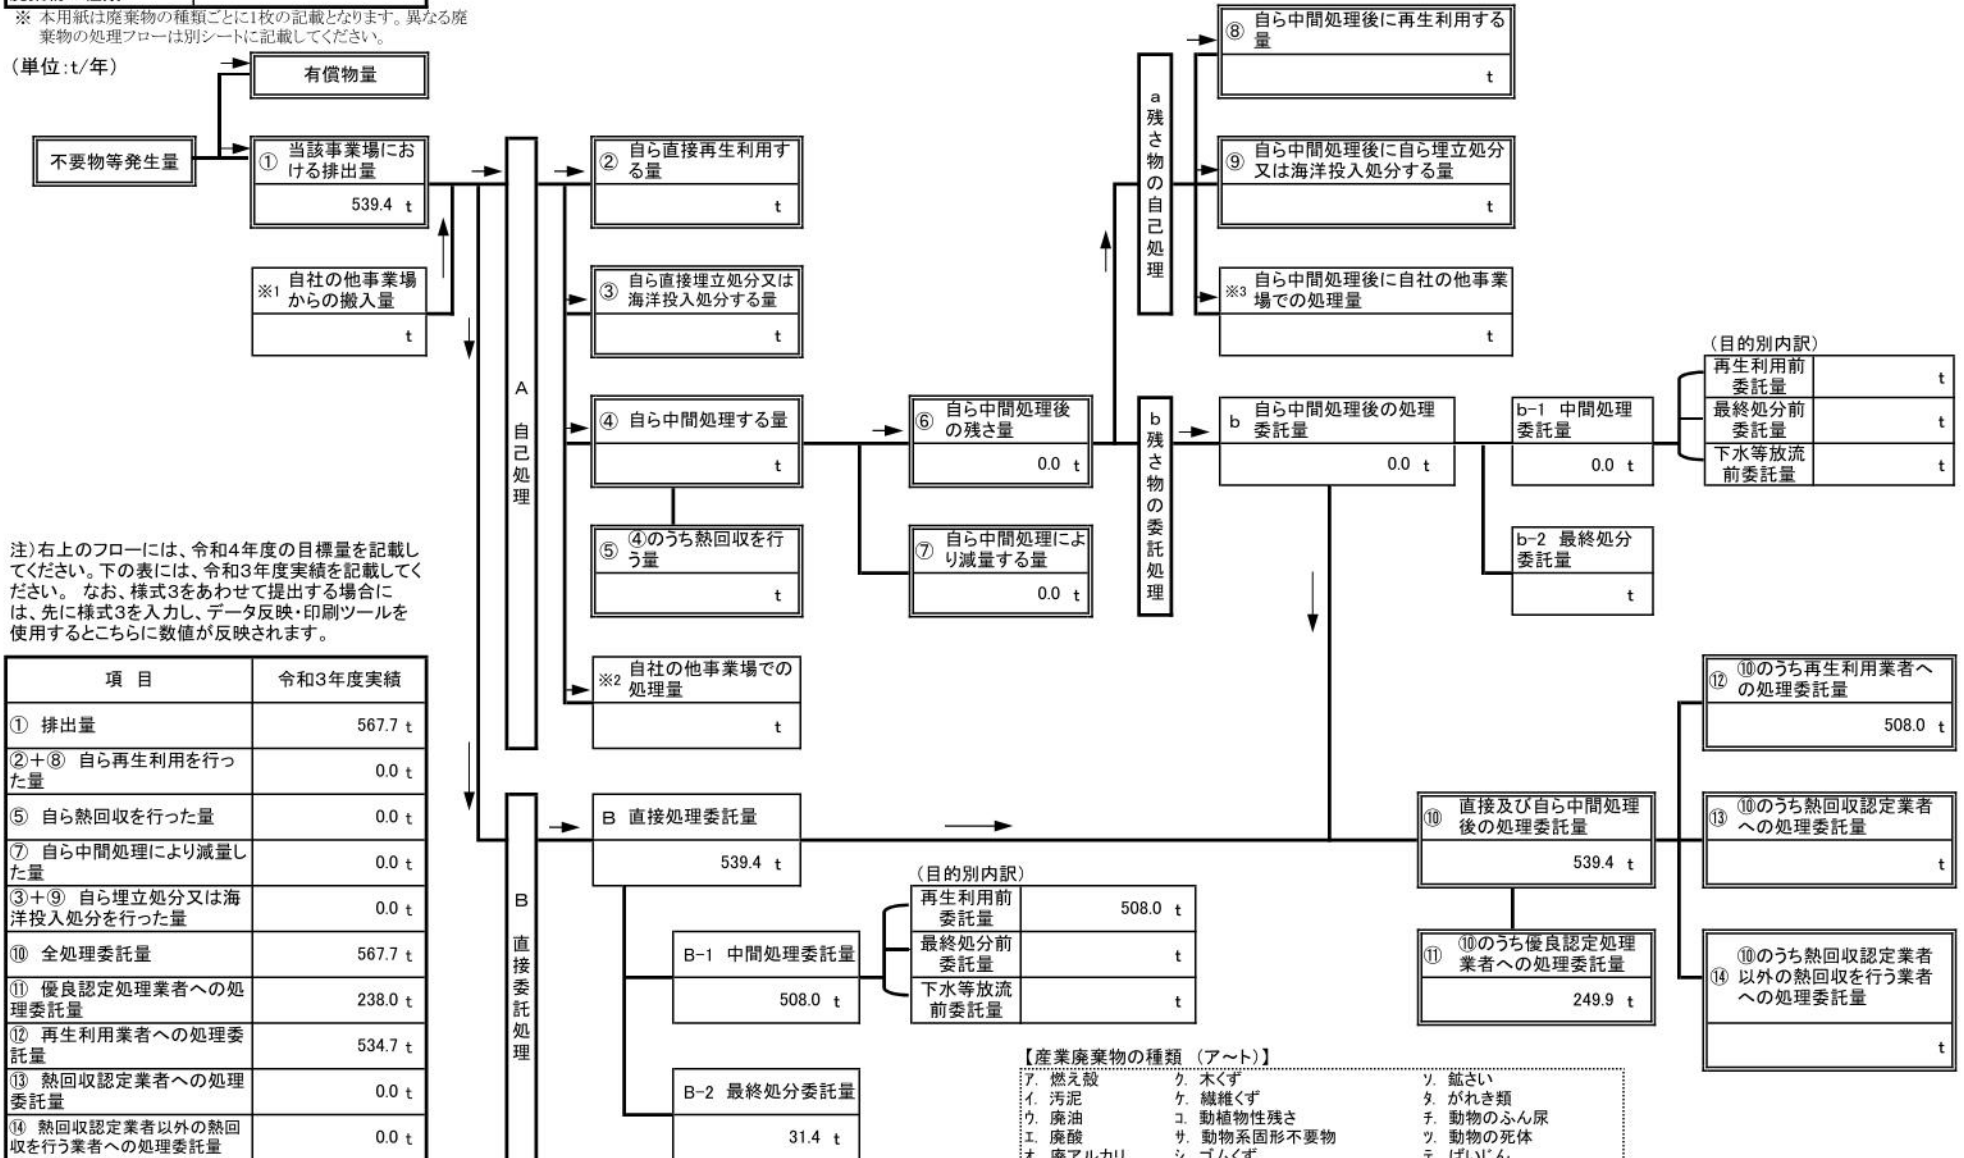 ※ 本用紙は廃棄物の種類ごとに1枚の記載となります。異なる廃
棄物の処理フローは別シートに記載してください。
(単位:t/年)
有償物量
不要物等発生量
① 当該事業場にお
ける排出量
539.4 t
※1 自社の他事業場
からの搬入量
t
A 自己処理
② 自ら直接再生利用す
る量
t
③ 自ら直接埋立処分又は
海洋投入処分する量
t
④ 自ら中間処理する量
t
⑤ ④のうち熱回収を行
う量
t
※2 自社の他事業場での
処理量
t
⑥ 自ら中間処理後
の残さ量
0.0 t
⑦ 自ら中間処理によ
り減量する量
0.0 t
a 残さ物の自己処理
⑧ 自ら中間処理後に再生利用する
量
t
⑨ 自ら中間処理後に自ら埋立処分
又は海洋投入処分する量
t
※3 自ら中間処理後に自社の他事業
場での処理量
t
b 残さ物の委託処理
b 自ら中間処理後の処理
委託量
0.0 t
b-1 中間処理
委託量
0.0 t
b-2 最終処分
委託量
t
(目的別内訳)
再生利用前
委託量
t
最終処分前
委託量
t
下水等放流
前委託量
t
注)右上のフローには、令和4年度の目標量を記載し
てください。下の表には、令和3年度実績を記載してく
ださい。 なお、様式3をあわせて提出する場合に
は、先に様式3を入力し、データ反映・印刷ツールを
使用するとこちらに数値が反映されます。
項 目 令和3年度実績
① 排出量 567.7 t
②+⑧ 自ら再生利用を行っ
た量 0.0 t
⑤ 自ら熱回収を行った量 0.0 t
⑦ 自ら中間処理により減量し
た量 0.0 t
③+⑨ 自ら埋立処分又は海
洋投入処分を行った量 0.0 t
⑩ 全処理委託量 567.7 t
⑪ 優良認定処理業者への処
理委託量 238.0 t
⑫ 再生利用業者への処理委
託量 534.7 t
⑬ 熱回収認定業者への処理
委託量 0.0 t
⑭ 熱回収認定業者以外の熱回
収を行う業者への処理委託量 0.0 t
B 直接委託処理
B 直接処理委託量
539.4 t
B-1 中間処理委託量
508.0 t
B-2 最終処分委託量
31.4 t
(目的別内訳)
再生利用前
委託量
508.0 t
最終処分前
委託量
t
下水等放流
前委託量
t
⑩ 直接及び自ら中間処理
後の処理委託量
539.4 t
⑪ ⑩のうち優良認定処理
業者への処理委託量
249.9 t
⑫ ⑩のうち再生利用業者へ
の処理委託量
508.0 t
⑬ ⑩のうち熱回収認定業者
への処理委託量
t
⑭ ⑩のうち熱回収認定業者
以外の熱回収を行う業者
への処理委託量
t
【産業廃棄物の種類 (ア~ト)】
ア. 燃え殻 ク. 木くず ソ. 鉱さい
イ. 汚泥 ケ. 繊維くず タ. がれき類
ウ. 廃油 コ. 動植物性残さ チ. 動物のふん尿
エ. 廃酸 サ. 動物系固形不要物 ツ. 動物の死体
オ. 廃アルカリ シ. ゴムくず テ. ばいじん